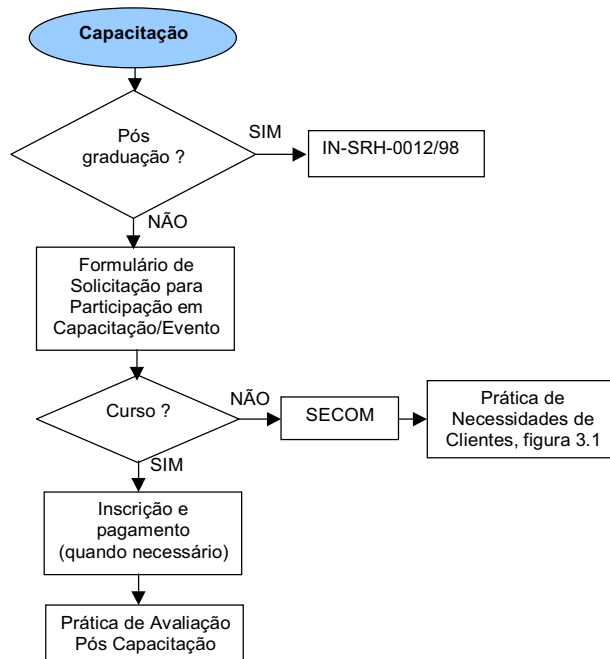 Capacitação
Pós
graduação ?
SIM
IN-SRH-0012/98
NÃO
Formulário de
Solicitação para
Participação em
Capacitação/Evento
Curso ?
NÃO
SECOM
Prática de
Necessidades de
Clientes, figura 3.1
SIM
Inscrição e
pagamento
(quando necessário)
Prática de Avaliação
Pós Capacitação